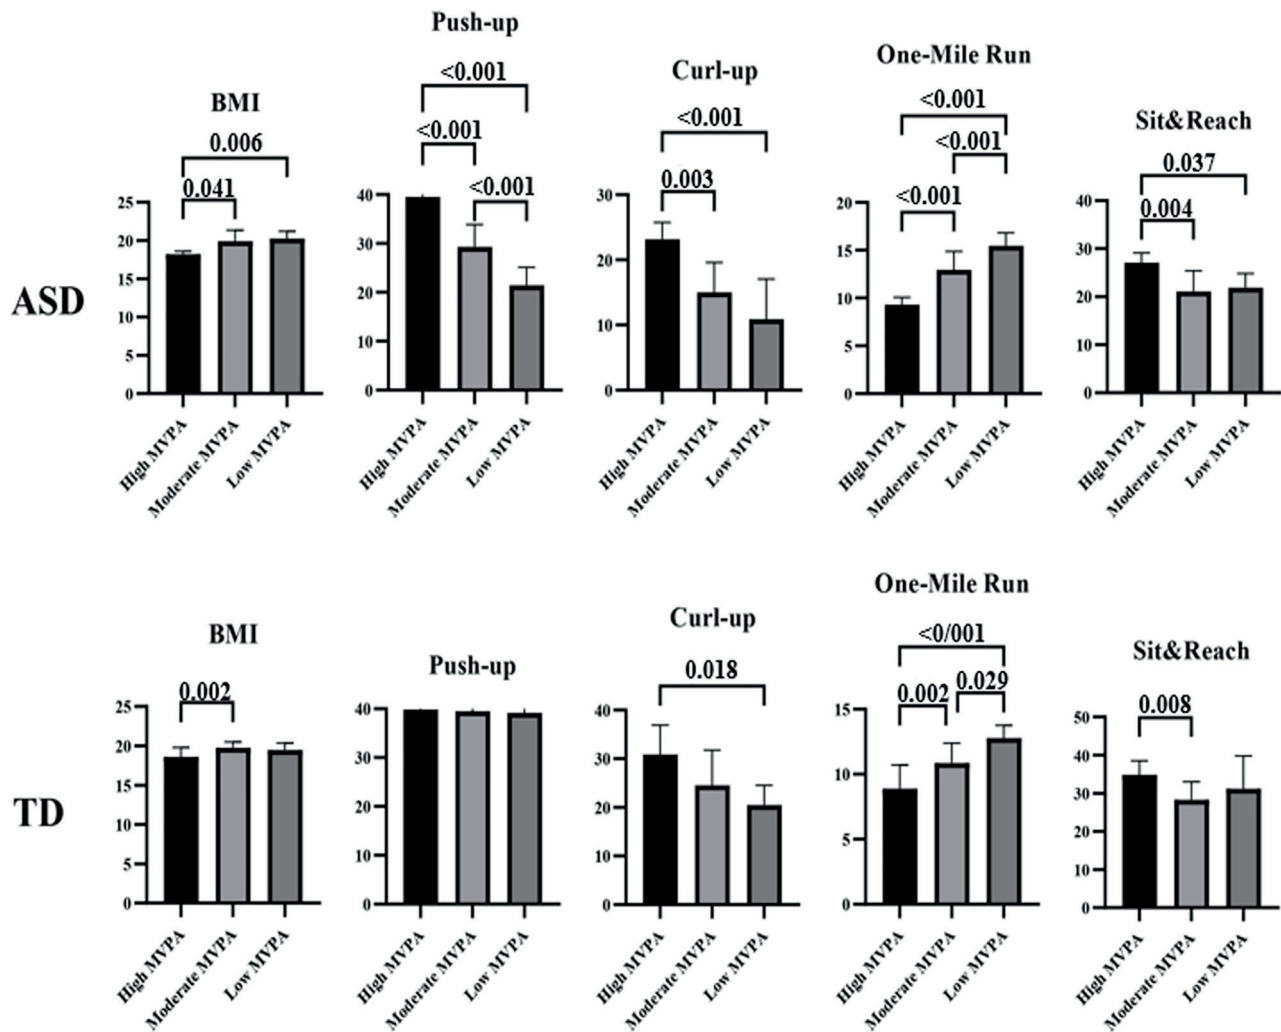 Push-up
<0.001
<0.001
<0.001
40
30
20
10
0
High MVPA
Moderate MVPA
Low MVPA
BMI
0.006
0.041
25
20
15
10
5
0
High MVPA
Moderate MVPA
Low MVPA
Curl-up
<0.001
0.003
30
20
10
0
High MVPA
Moderate MVPA
Low MVPA
One-Mile Run
<0.001
<0.001
<0.001
20
15
10
5
0
High MVPA
Moderate MVPA
Low MVPA
Sit&Reach
0.037
0.004
40
30
20
30
0
High MVPA
Moderate MVPA
Low MVPA
ASD
BMI
0.002
25
20
15
10
5
0
High MVPA
Moderate MVPA
Low MVPA
Push-up
40
30
20
10
0
High MVPA
Moderate MVPA
Low MVPA
Curl-up
0.018
40
30
20
10
0
High MVPA
Moderate MVPA
Low MVPA
One-Mile Run
<0/001
0.002
0.029
15
10
5
0
High MVPA
Moderate MVPA
Low MVPA
Sit&Reach
0.008
50
40
30
20
30
0
High MVPA
Moderate MVPA
Low MVPA
TD